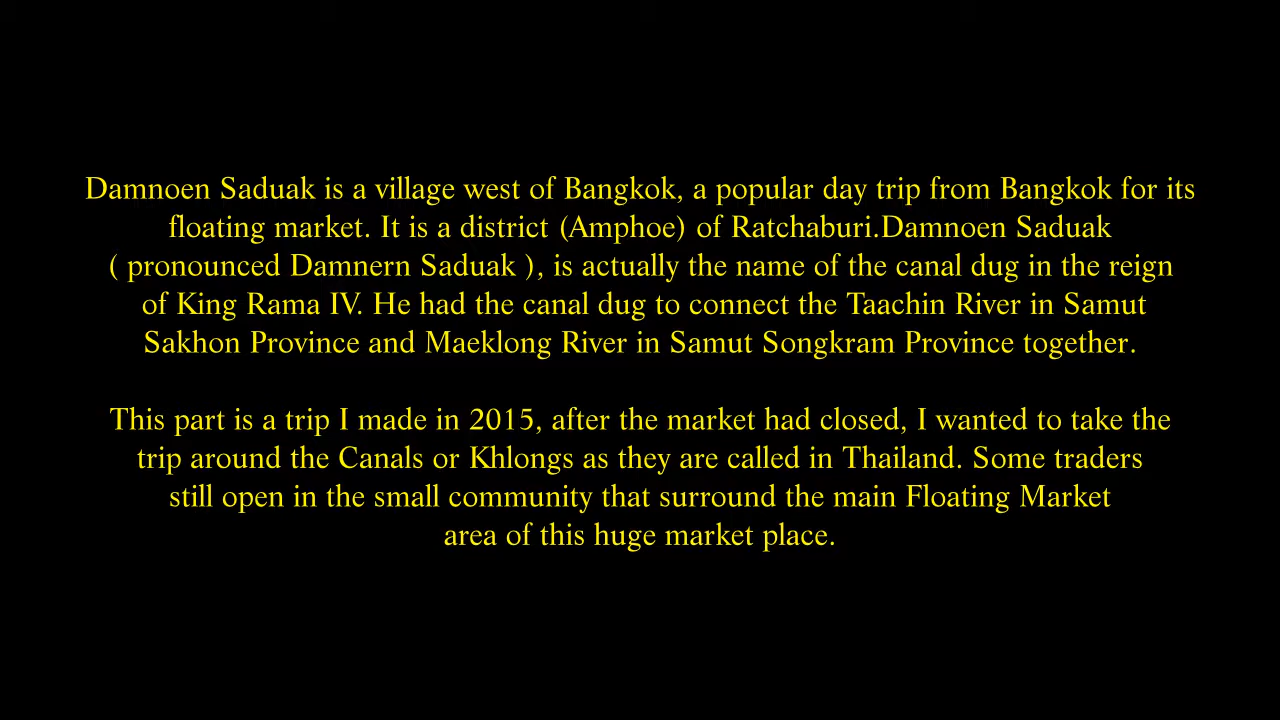 Damnoen Saduak is a village west of Bangkok, a popular day trip from Bangkok for its
floating market. It is a district (Amphoe) of Ratchaburi.Damnoen Saduak
( pronounced Damnern Saduak ), is actually the name of the canal dug in the reign
of King Rama IV. He had the canal dug to connect the Taachin River in Samut
Sakhon Province and Maeklong River in Samut Songkram Province together.
This part is a trip I made in 2015, after the market had closed, I wanted to take the
trip around the Canals or Khlongs as they are called in Thailand. Some traders
still open in the small community that surround the main Floating Market
area of this huge market place.